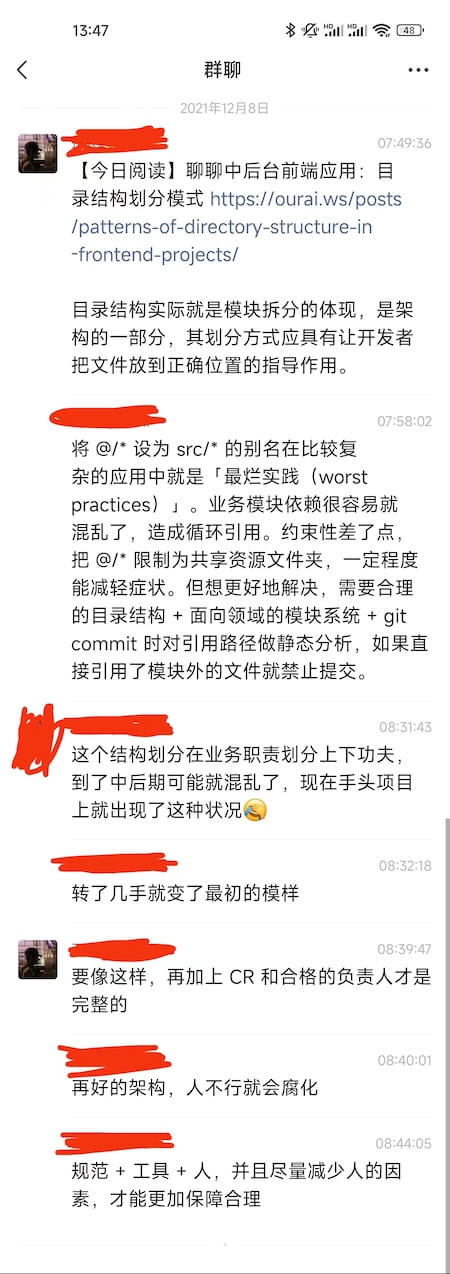 13:47
HD HD 48
群聊
2021年12月8日
07:49:36
【今日阅读】聊聊中后台前端应用：目
录结构划分模式 https://ourai.ws/posts
/patterns-of-directory-structure-in
-frontend-projects/
目录结构实际就是模块拆分的体现，是架
构的一部分，其划分方式应具有让开发者
把文件放到正确位置的指导作用。
07:58:02
将 @/* 设为 src/* 的别名在比较复
杂的应用中就是「最烂实践（worst
practices）」。业务模块依赖很容易就
混乱了，造成循环引用。约束性差了点，
把 @/* 限制为共享资源文件夹，一定程度
能减轻症状。但想更好地解决，需要合理
的目录结构 + 面向领域的模块系统 + git
commit 时对引用路径做静态分析，如果直
接引用了模块外的文件就禁止提交。
08:31:43
这个结构划分在业务职责划分上下功夫，
到了中后期可能就混乱了，现在手头项目
上就出现了这种状况
08:32:18
转了几手就变了最初的模样
08:39:47
要像这样，再加上 CR 和合格的负责人才是
完整的
08:40:01
再好的架构，人不行就会腐化
08:44:05
规范 + 工具 + 人，并且尽量减少人的因
素，才能更加保障合理